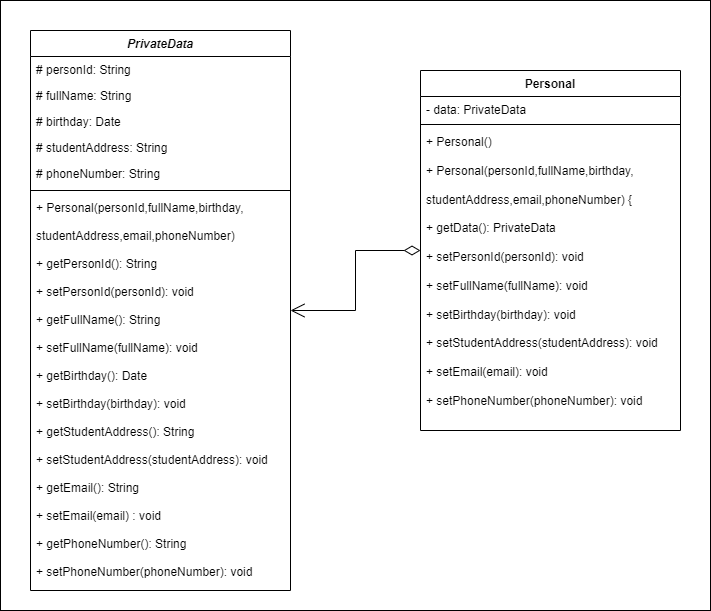 PrivateData
# personId: String
# fullName: String
# birthday: Date
# studentAddress: String
# phoneNumber: String
+ Personal(personId,fullName,birthday,
studentAddress,email,phoneNumber)
+ getPersonId(): String
+ setPersonId(personId): void
+ getFullName(): String
+ setFullName(fullName): void
+ getBirthday(): Date
+ setBirthday(birthday): void
+ getStudentAddress(): String
+ setStudentAddress(studentAddress): void
+ getEmail(): String
+ setEmail(email) : void
+ getPhoneNumber(): String
+ setPhoneNumber(phoneNumber): void
Personal
- data: PrivateData
+ Personal()
+ Personal(personId,fullName,birthday,
studentAddress,email,phoneNumber) {
+ getData(): PrivateData
+ setPersonId(personId): void
+ setFullName(fullName): void
+ setBirthday(birthday): void
+ setStudentAddress(studentAddress): void
+ setEmail(email): void
+ setPhoneNumber(phoneNumber): void